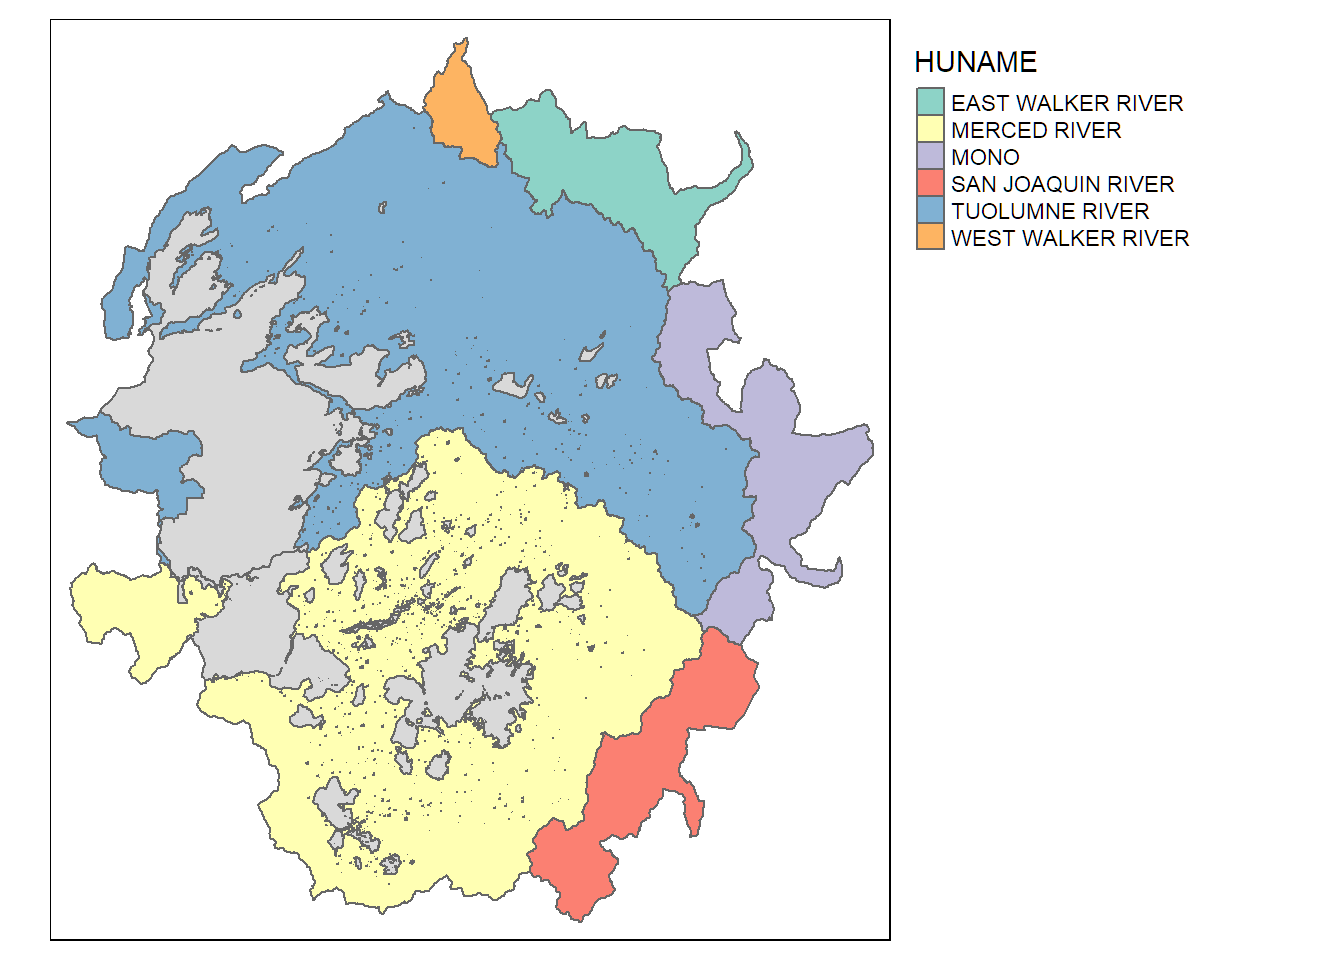 HUNAME
EAST WALKER RIVER
MERCED RIVER
MONO
SAN JOAQUIN RIVER
TUOLUMNE RIVER
WEST WALKER RIVER